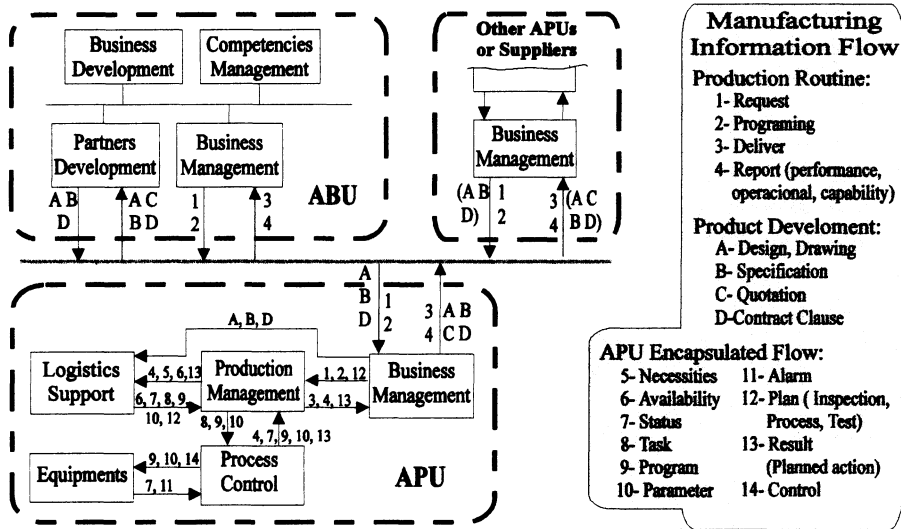 Business
Development
Competencies
Management
Partners
Development
Business
Management
A B
D
A C
B D
1
2
3
4
ABU
Other APUs
or Suppliers
Business
Management
(A B
D)
1
2
3
4
(A C
B D)
A
B
D
1
2
3
4
A B
C D
A, B, D
Logistics
Support
4, 5, 6,13
6, 7, 8, 9
10, 12
Production
Management
1, 2, 12
3, 4, 13
Business
Management
8, 9, 10
4, 7, 9, 10, 13
Equipments
9, 10, 14
7, 11
Process
Control
APU
Manufacturing
Information Flow
Production Routine:
1- Request
2- Programing
3- Deliver
4- Report (performance,
operacional, capability)
Product Develoment:
A- Design, Drawing
B- Specification
C- Quotation
D-Contract Clause
APU Encapsulated Flow:
5- Necessities
6- Availability
7- Status
8- Task
9- Program
10- Parameter
11- Alarm
12- Plan ( Inspection,
Process, Test)
13- Result
(Planned action)
14- Control